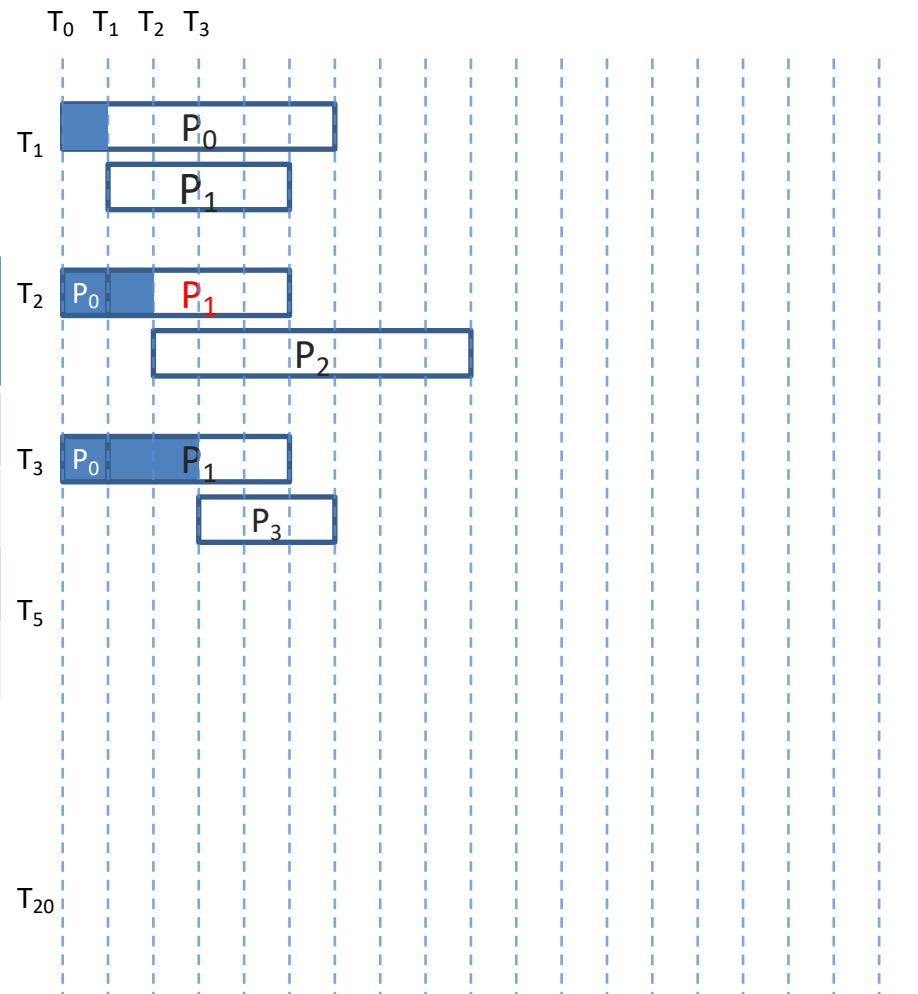 T₀ T₁ T₂ T₃
T₁
P₀
P₁
T₂
P₀ P₁
P₂
T₃
P₀ P₁
P₃
T₅
T₂₀